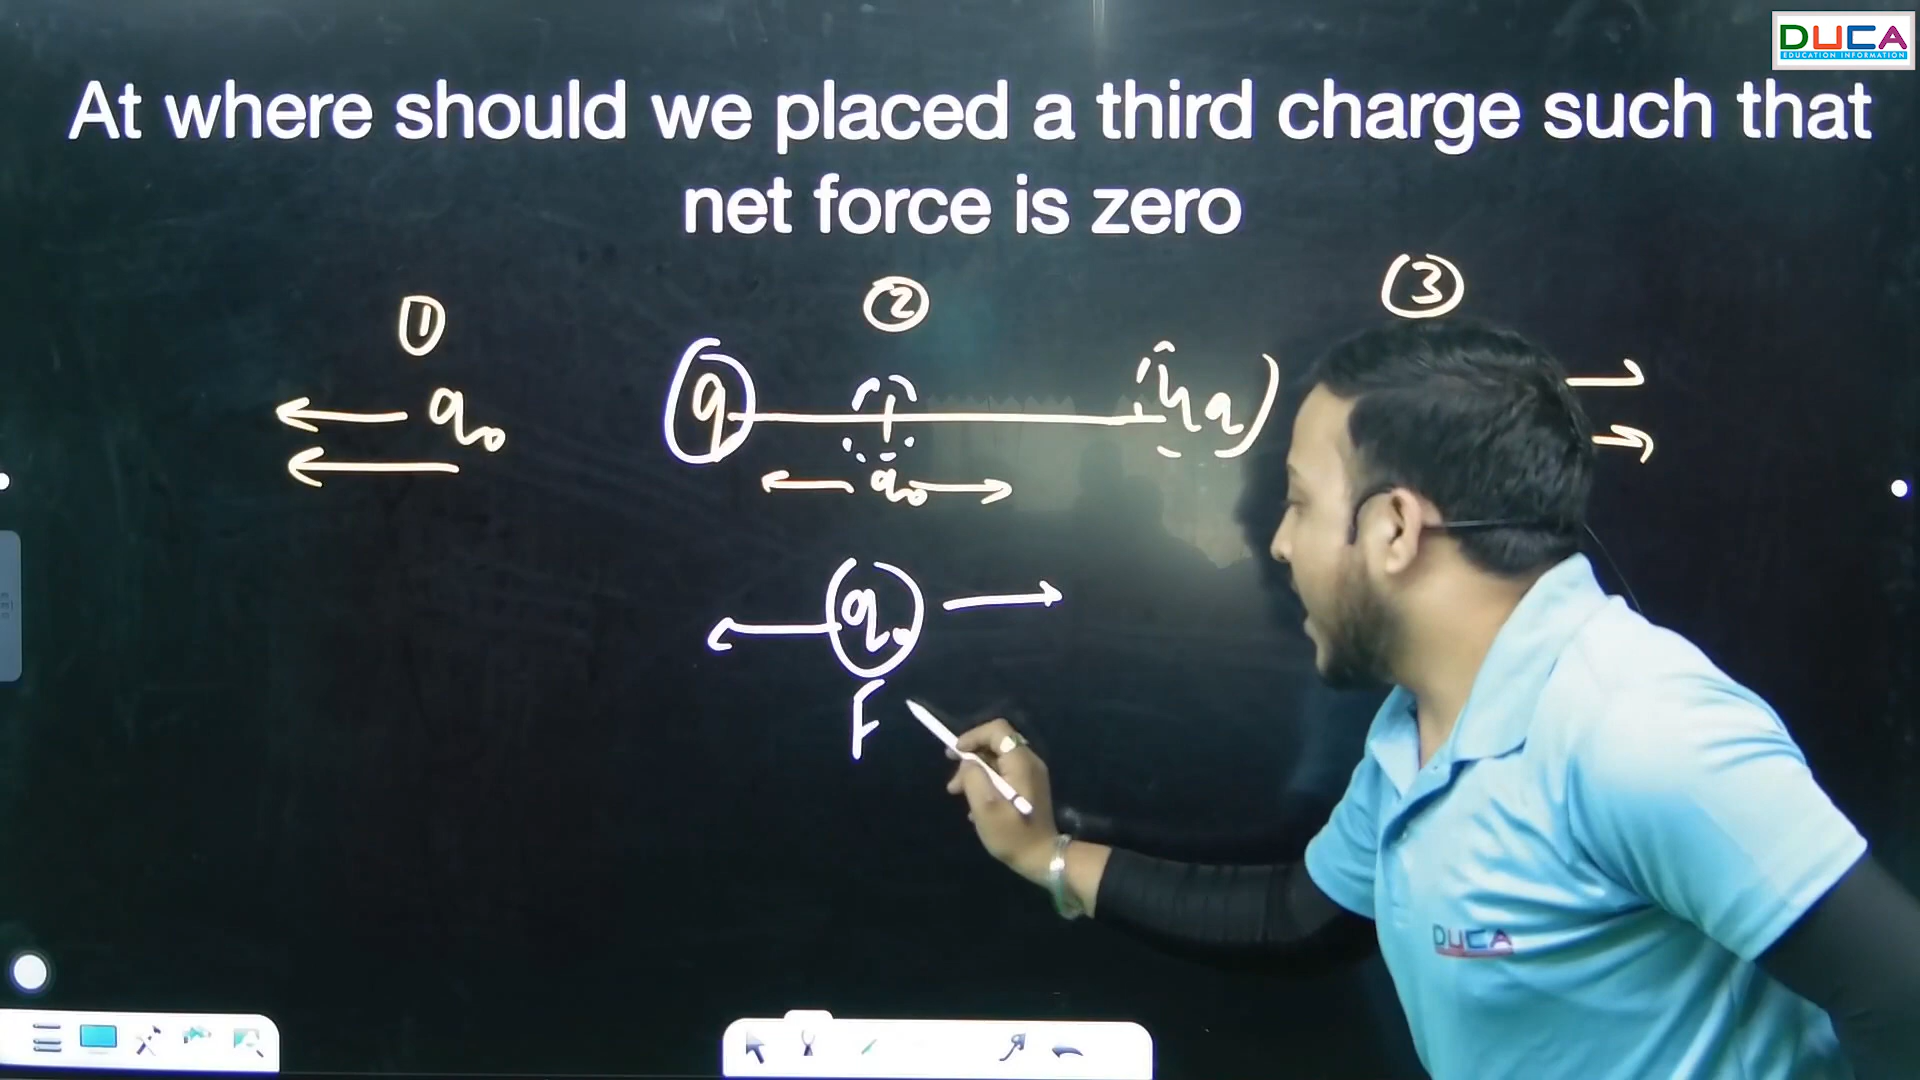 DUCA
EDUCATION INFORMATION
At where should we placed a third charge such that
net force is zero
① ② ③
q₀ q 4q
q₀
q₀
F
DUCA